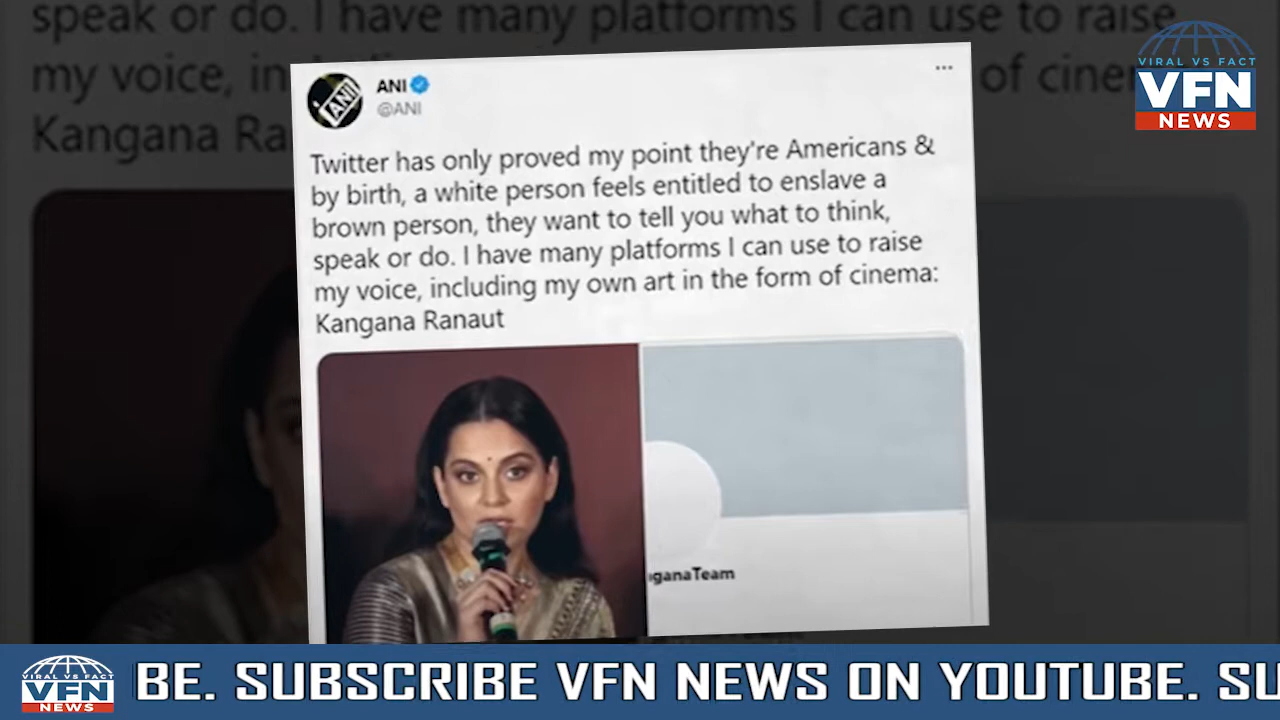 speak or do. I have many platforms I can use to raise
my voice, in
of cine
Kangana Ra
VIRAL VS FACT
VFN
NEWS
ANI
ANI
@ANI
Twitter has only proved my point they're Americans &
by birth, a white person feels entitled to enslave a
brown person, they want to tell you what to think,
speak or do. I have many platforms I can use to raise
my voice, including my own art in the form of cinema:
Kangana Ranaut
ganaTeam
VIRAL VS FACT
VFN
NEWS
BE. SUBSCRIBE VFN NEWS ON YOUTUBE. SU